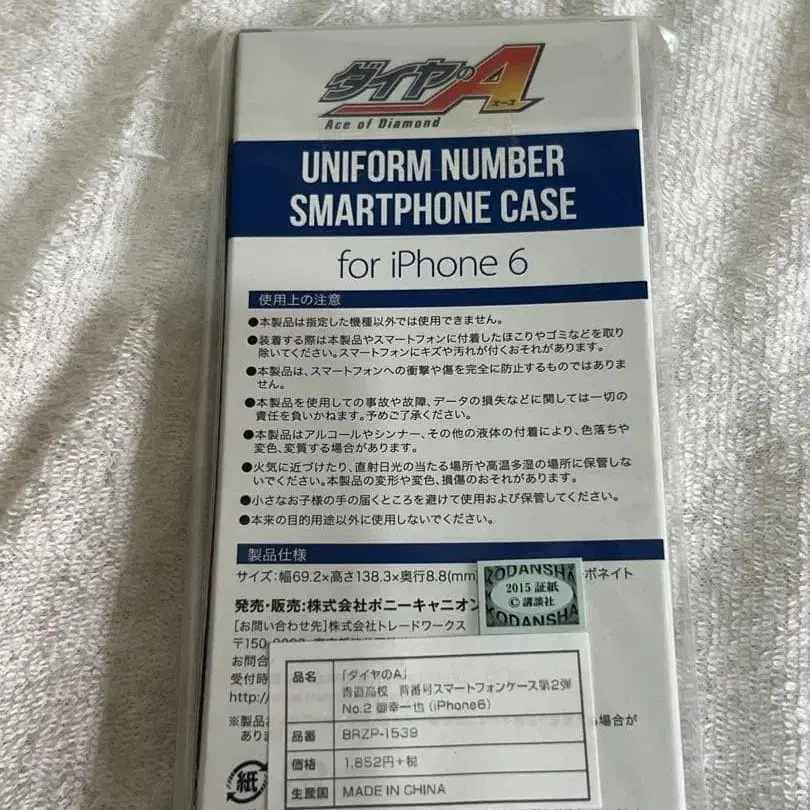 ダイヤのA
エース
Ace of Diamond
UNIFORM NUMBER
SMARTPHONE CASE
for iPhone 6
使用上の注意
●本製品は指定した機種以外では使用できません。
●装着する際は本製品やスマートフォンに付着したほこりやゴミなどを取り
除いてください。スマートフォンにキズや汚れが付くおそれがあります。
●本製品は、スマートフォンへの衝撃や傷を完全に防止するものではありま
せん。
●本製品を使用しての事故や故障、データの損失などに関しては一切の
責任を負いかねます。予めご了承ください。
●本製品はアルコールやシンナー、その他の液体の付着により、色落ちや
変色、変質する場合があります。
●火気に近づけたり、直射日光の当たる場所や高温多湿の場所に保管しな
いでください。本製品の変形や変色、損傷のおそれがあります。
●小さなお子様の手の届くところを避けて使用および保管してください。
●本来の目的用途以外に使用しないでください。
製品仕様
サイズ:幅69.2×高さ138.3×奥行8.8(mm) ーボネイト
KODANSHA
2015 証紙
©講談社
KODANSHA
発売・販売:株式会社ポニーキャニオン
[お問い合わせ先]株式会社トレードワークス
〒150
お問合
受付時
http://
※製品 場合が
あり
紙
品名 「ダイヤのA」
青道高校 背番号スマートフォンケース第2弾
No.2 御幸一也(iPhone6)
品番 BRZP-1539
価格 1,852円+税
生産国 MADE IN CHINA